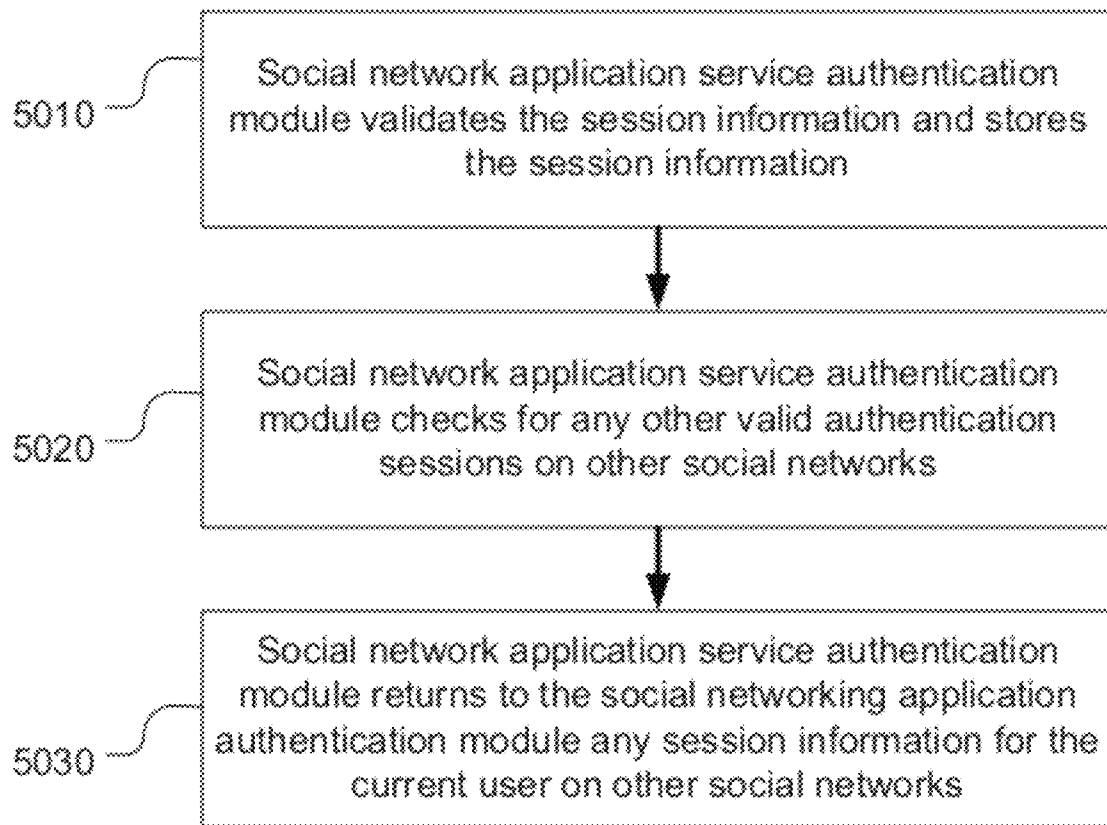 5010
Social network application service authentication
module validates the session information and stores
the session information
5020
Social network application service authentication
module checks for any other valid authentication
sessions on other social networks
5030
Social network application service authentication
module returns to the social networking application
authentication module any session information for the
current user on other social networks